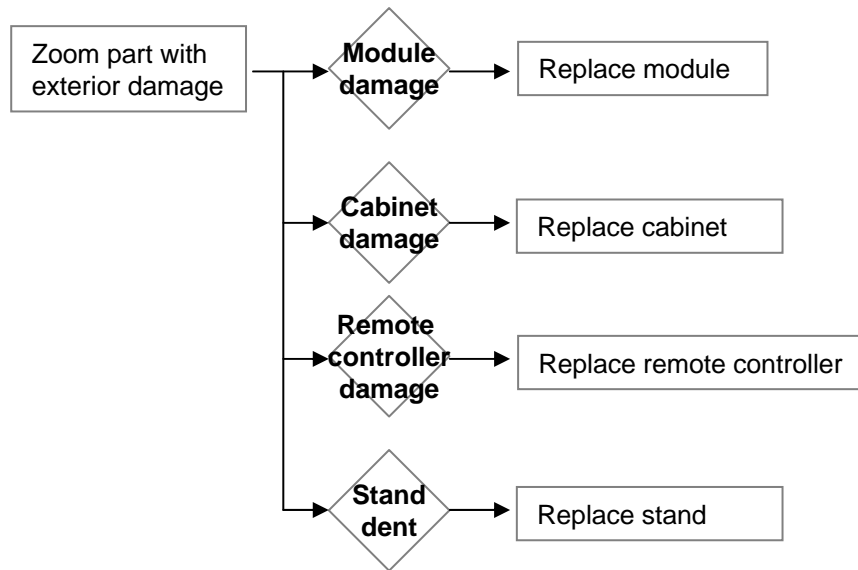 Zoom part with
exterior damage
Module
damage
Replace module
Cabinet
damage
Replace cabinet
Remote
controller
damage
Replace remote controller
Stand
dent
Replace stand